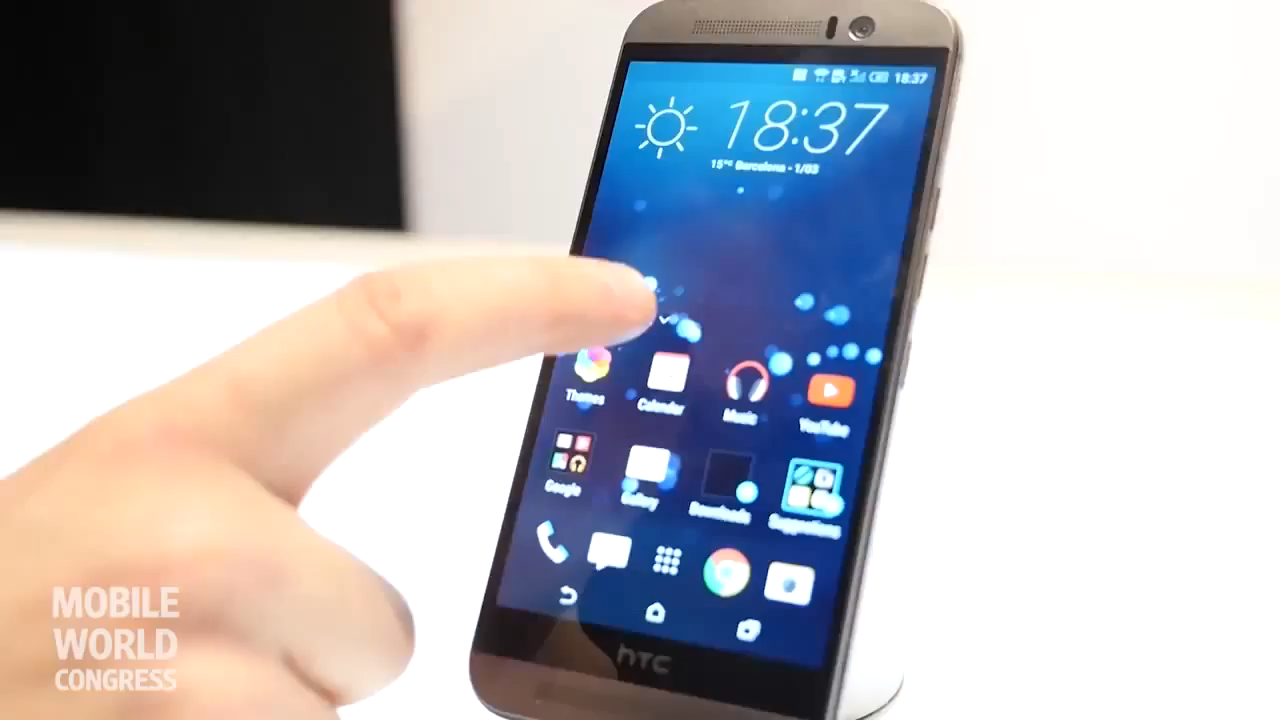 18:37
18:37
15°C Barcelona - 1/03
Themes
Calendar
Music
YouTube
Google
Gallery
Downloads
Suggestions
hTC
MOBILE
WORLD
CONGRESS